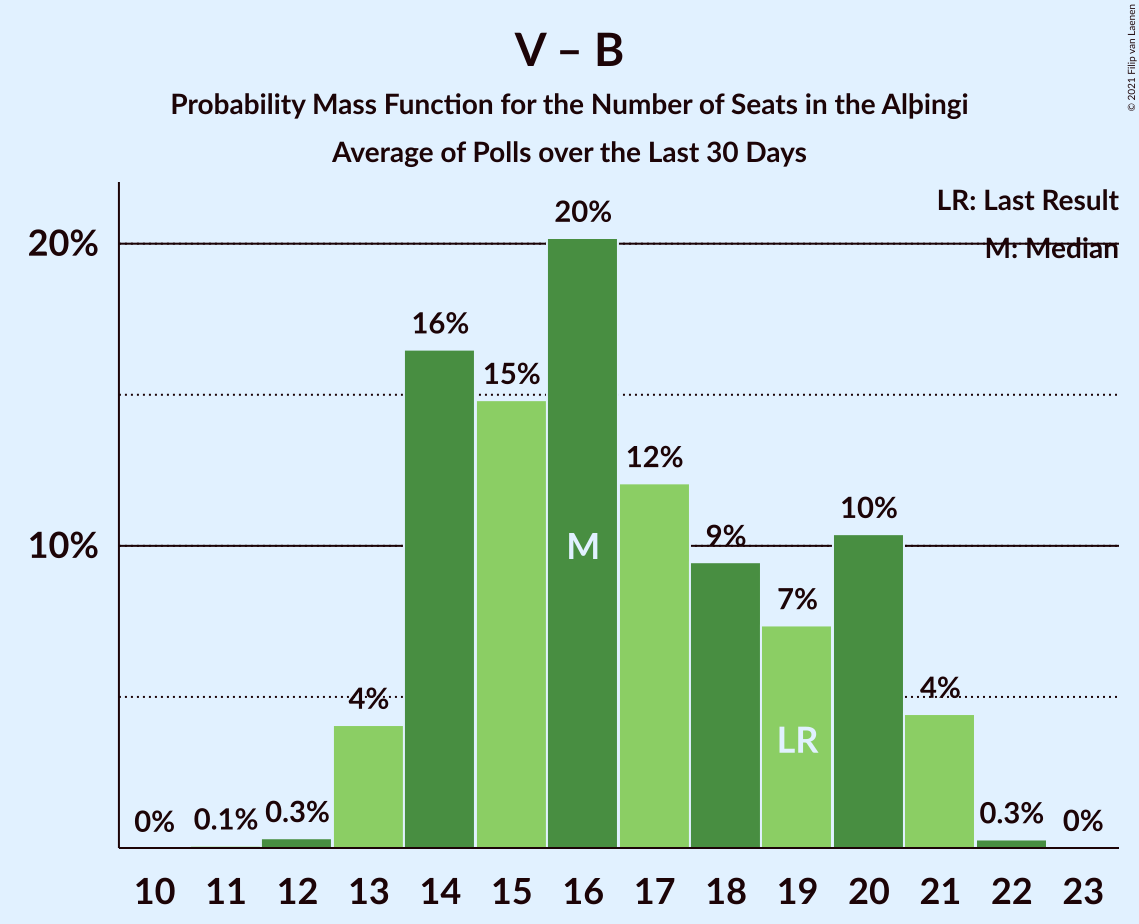 V – B
Probability Mass Function for the Number of Seats in the Alþingi
Average of Polls over the Last 30 Days
© 2021 Filip van Laenen
LR: Last Result
M: Median
20%
10%
0%
0.1%
0.3%
4%
16%
15%
20%
12%
9%
7%
10%
4%
0.3%
0%
M
LR
10 11 12 13 14 15 16 17 18 19 20 21 22 23